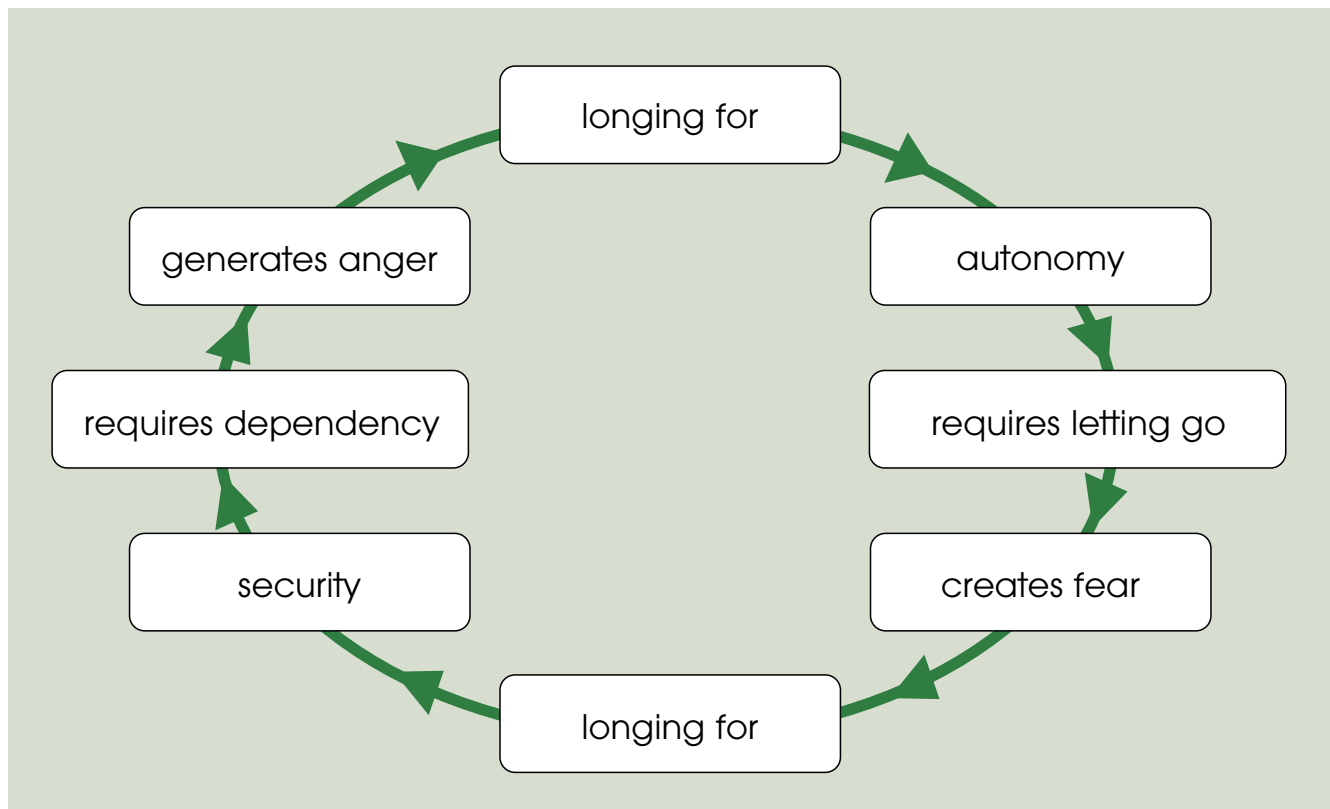 longing for
autonomy
requires letting go
creates fear
longing for
security
requires dependency
generates anger